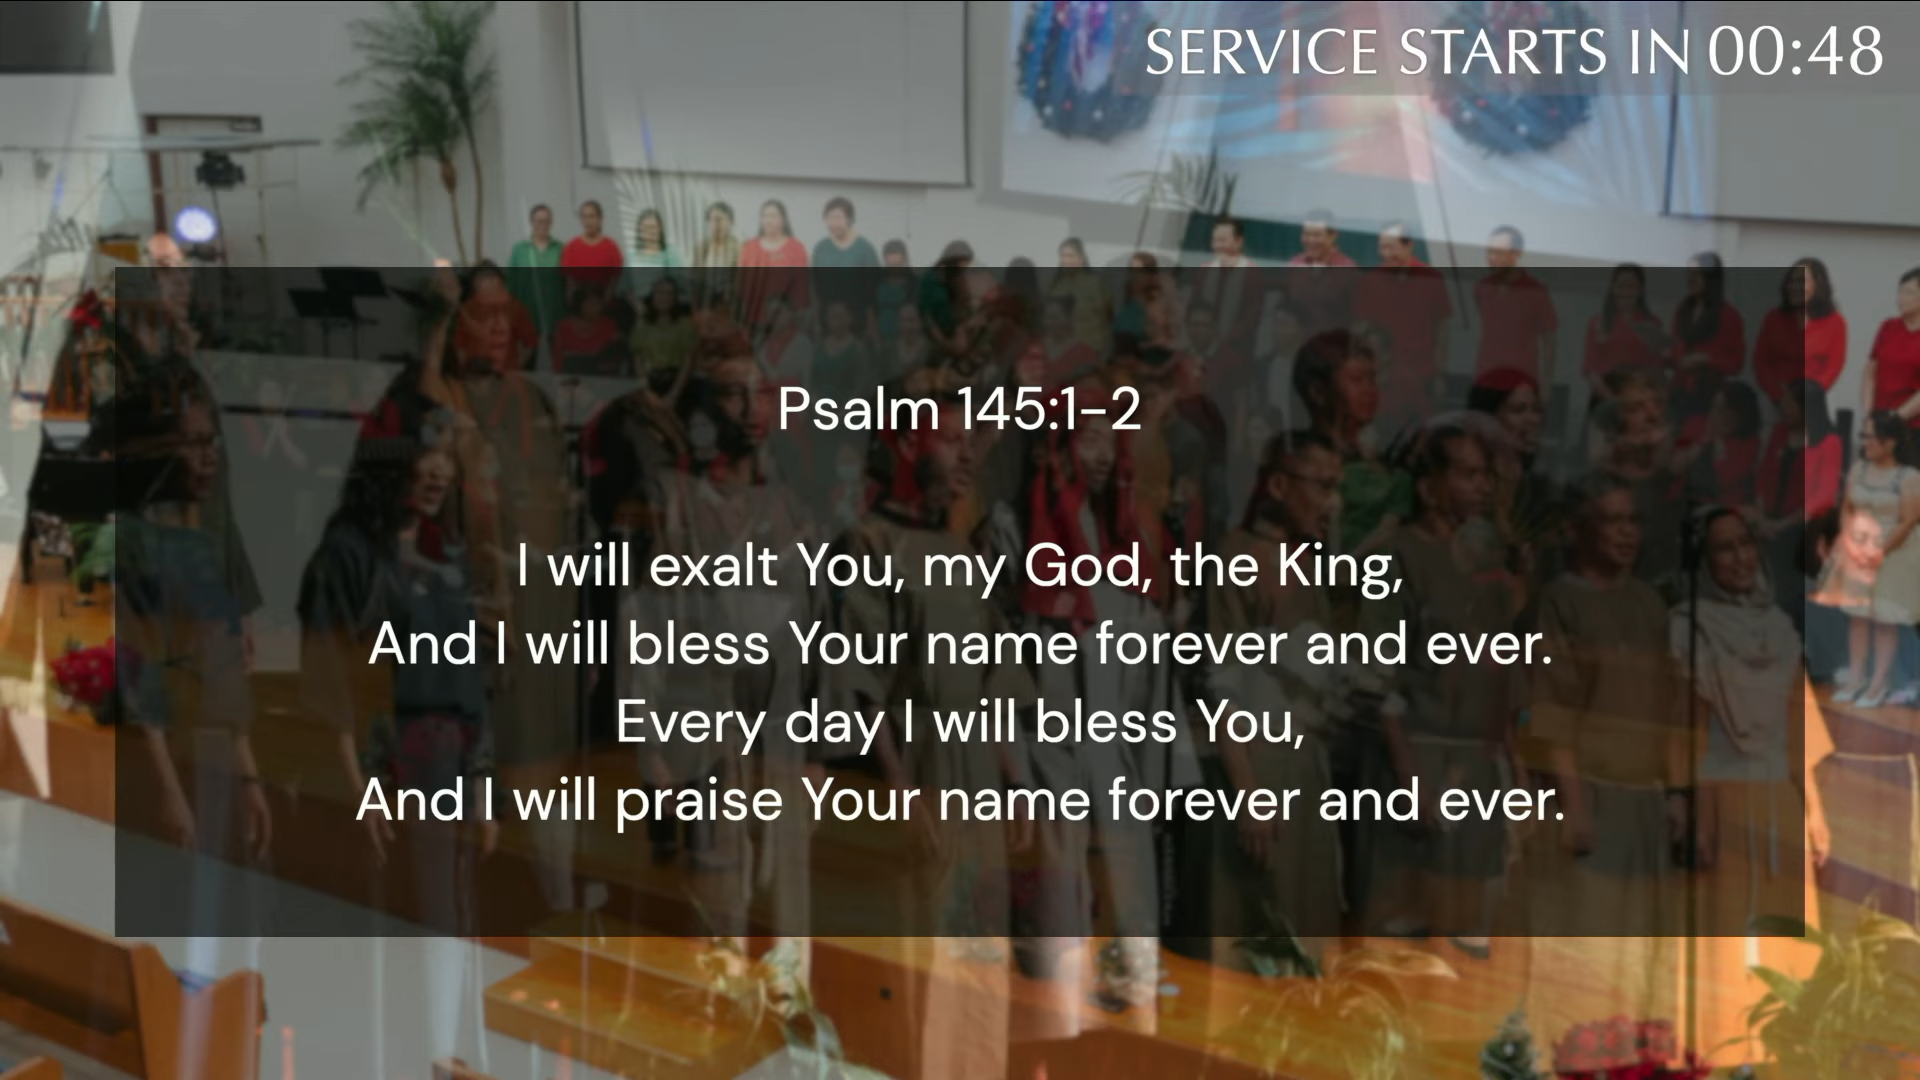 SERVICE STARTS IN 00:48
Psalm 145:1–2
I will exalt You, my God, the King,
And I will bless Your name forever and ever.
Every day I will bless You,
And I will praise Your name forever and ever.